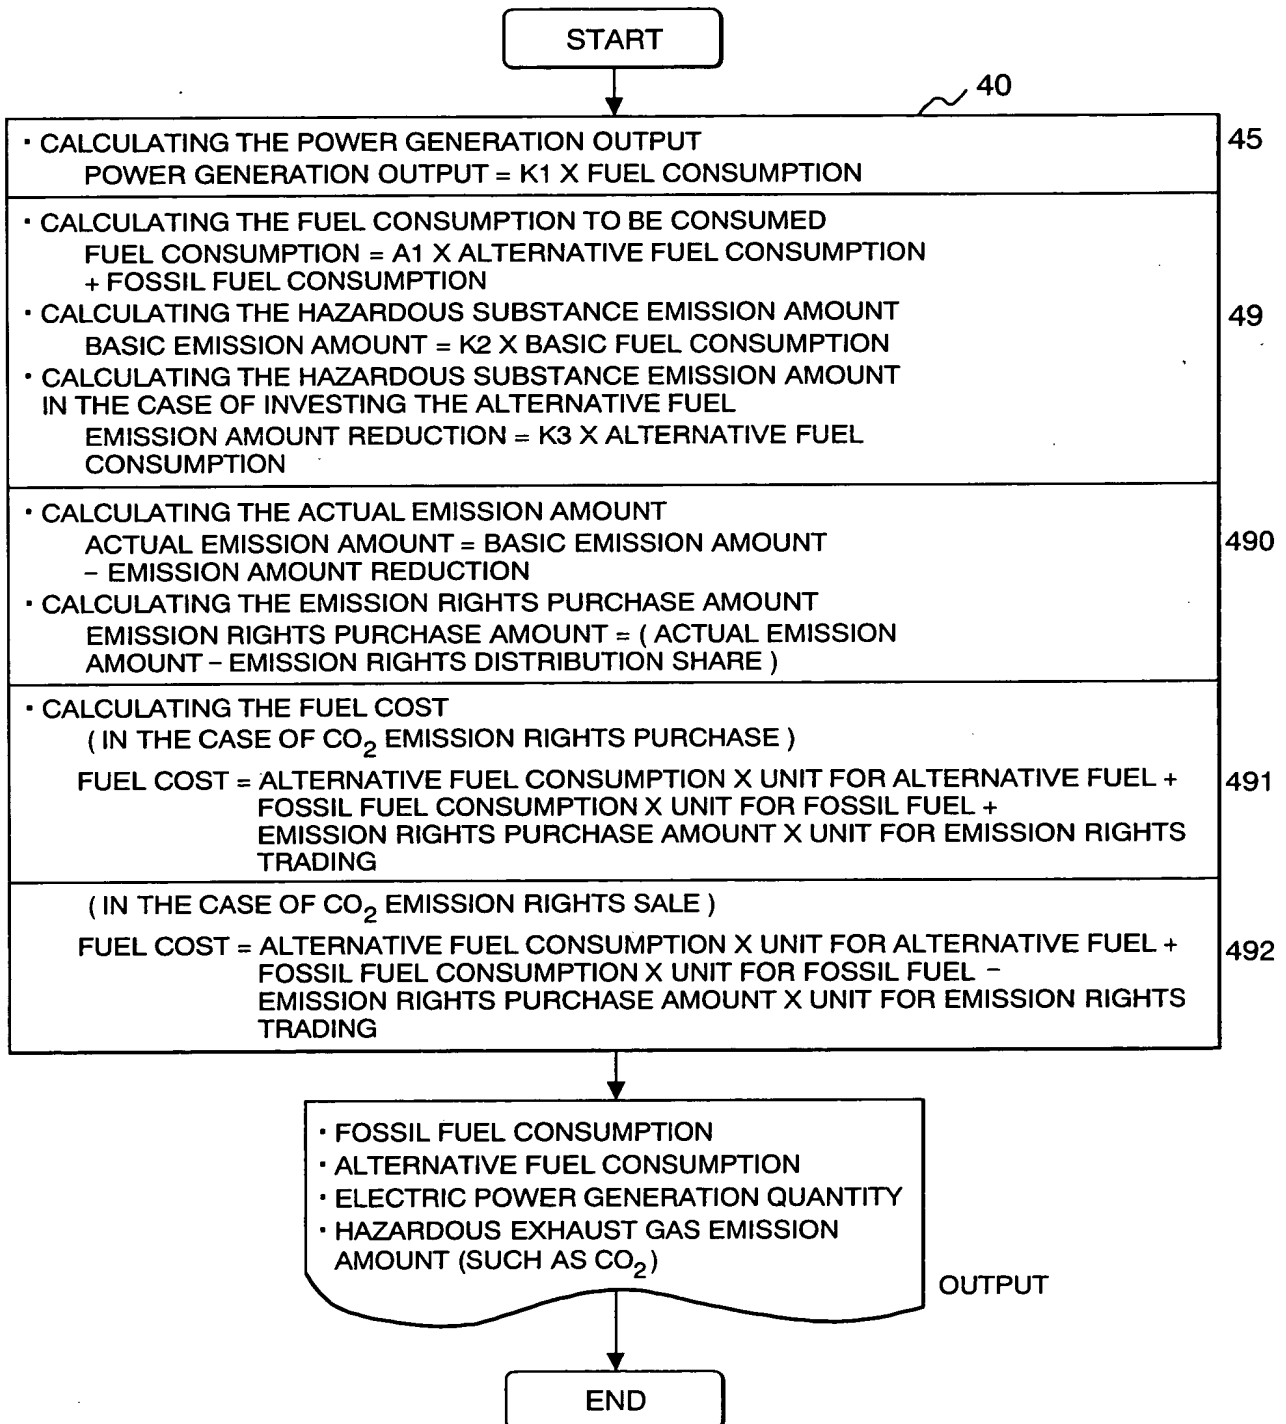 START
40
· CALCULATING THE POWER GENERATION OUTPUT
POWER GENERATION OUTPUT = K1 X FUEL CONSUMPTION
45
· CALCULATING THE FUEL CONSUMPTION TO BE CONSUMED
FUEL CONSUMPTION = A1 X ALTERNATIVE FUEL CONSUMPTION
+ FOSSIL FUEL CONSUMPTION
· CALCULATING THE HAZARDOUS SUBSTANCE EMISSION AMOUNT
49
BASIC EMISSION AMOUNT = K2 X BASIC FUEL CONSUMPTION
· CALCULATING THE HAZARDOUS SUBSTANCE EMISSION AMOUNT
IN THE CASE OF INVESTING THE ALTERNATIVE FUEL
EMISSION AMOUNT REDUCTION = K3 X ALTERNATIVE FUEL
CONSUMPTION
· CALCULATING THE ACTUAL EMISSION AMOUNT
ACTUAL EMISSION AMOUNT = BASIC EMISSION AMOUNT
490
– EMISSION AMOUNT REDUCTION
· CALCULATING THE EMISSION RIGHTS PURCHASE AMOUNT
EMISSION RIGHTS PURCHASE AMOUNT = ( ACTUAL EMISSION
AMOUNT – EMISSION RIGHTS DISTRIBUTION SHARE )
· CALCULATING THE FUEL COST
( IN THE CASE OF CO₂ EMISSION RIGHTS PURCHASE )
FUEL COST = ALTERNATIVE FUEL CONSUMPTION X UNIT FOR ALTERNATIVE FUEL +
491
FOSSIL FUEL CONSUMPTION X UNIT FOR FOSSIL FUEL +
EMISSION RIGHTS PURCHASE AMOUNT X UNIT FOR EMISSION RIGHTS
TRADING
( IN THE CASE OF CO₂ EMISSION RIGHTS SALE )
FUEL COST = ALTERNATIVE FUEL CONSUMPTION X UNIT FOR ALTERNATIVE FUEL +
492
FOSSIL FUEL CONSUMPTION X UNIT FOR FOSSIL FUEL –
EMISSION RIGHTS PURCHASE AMOUNT X UNIT FOR EMISSION RIGHTS
TRADING
· FOSSIL FUEL CONSUMPTION
· ALTERNATIVE FUEL CONSUMPTION
· ELECTRIC POWER GENERATION QUANTITY
· HAZARDOUS EXHAUST GAS EMISSION
AMOUNT (SUCH AS CO₂)
OUTPUT
END